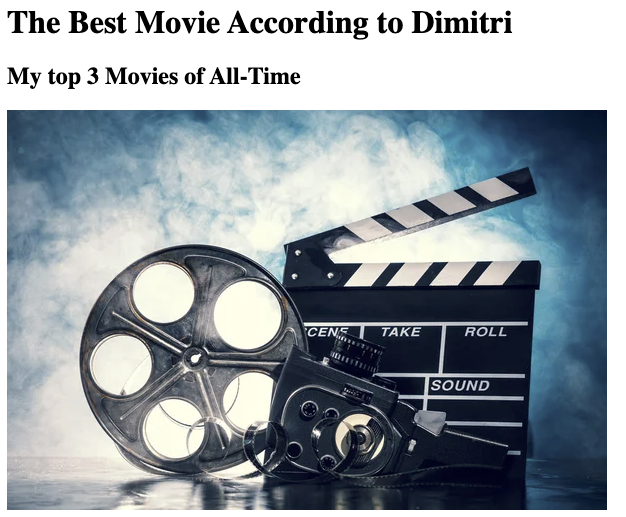 The Best Movie According to Dimitri
My top 3 Movies of All-Time
SCENE TAKE ROLL
SOUND